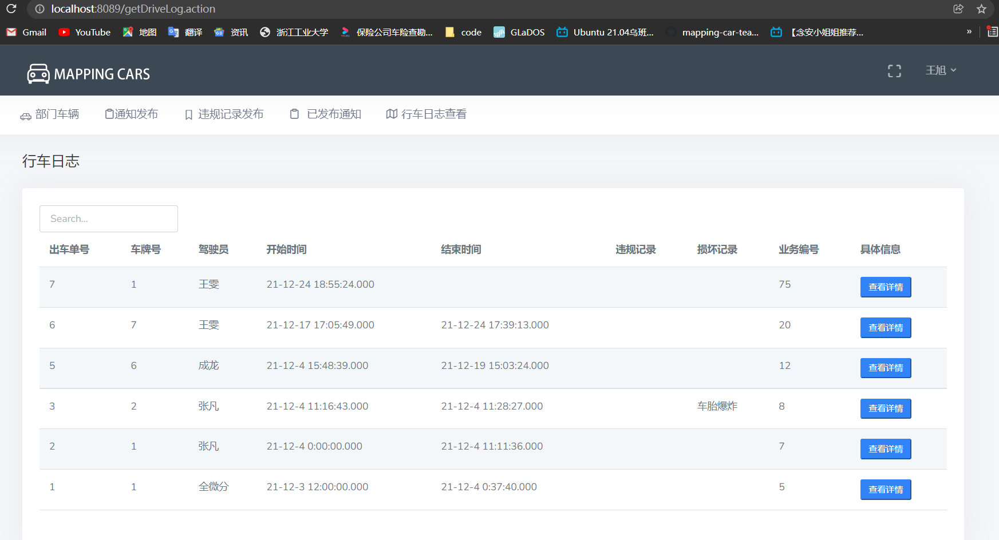 localhost:8089/getDriveLog.action
Gmail YouTube 地图 翻译 资讯 浙江工业大学 保险公司车险查勘... code GLaDOS Ubuntu 21.04乌班... mapping-car-tea... 【念安小姐姐推荐... »
MAPPING CARS 王旭
部门车辆 通知发布 违规记录发布 已发布通知 行车日志查看
行车日志
Search...
出车单号 车牌号 驾驶员 开始时间 结束时间 违规记录 损坏记录 业务编号 具体信息
7 1 王雯 21-12-24 18:55:24.000 75 查看详情
6 7 王雯 21-12-17 17:05:49.000 21-12-24 17:39:13.000 20 查看详情
5 6 成龙 21-12-4 15:48:39.000 21-12-19 15:03:24.000 12 查看详情
3 2 张凡 21-12-4 11:16:43.000 21-12-4 11:28:27.000 车胎爆炸 8 查看详情
2 1 张凡 21-12-4 0:00:00.000 21-12-4 11:11:36.000 7 查看详情
1 1 全微分 21-12-3 12:00:00.000 21-12-4 0:37:40.000 5 查看详情